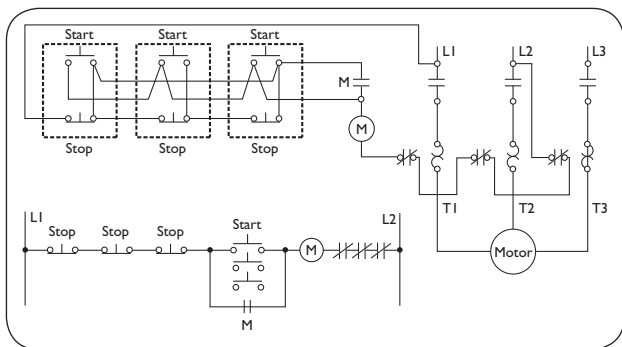 Start Start Start
L1 L2 L3
M
M
Stop Stop Stop
T1 T2 T3
Motor
L1 L2
Stop Stop Stop
Start
M
M